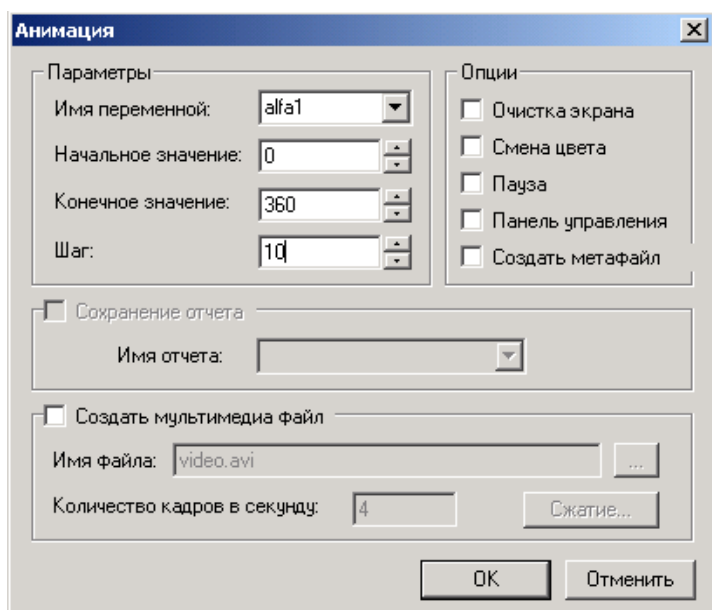 Анимация
Параметры
Имя переменной: alfa1
Начальное значение: 0
Конечное значение: 360
Шаг: 10
Опции
Очистка экрана
Смена цвета
Пауза
Панель управления
Создать метафайл
Сохранение отчета
Имя отчета:
Создать мультимедиа файл
Имя файла: video.avi ...
Количество кадров в секунду: 4 Сжатие...
OK Отменить